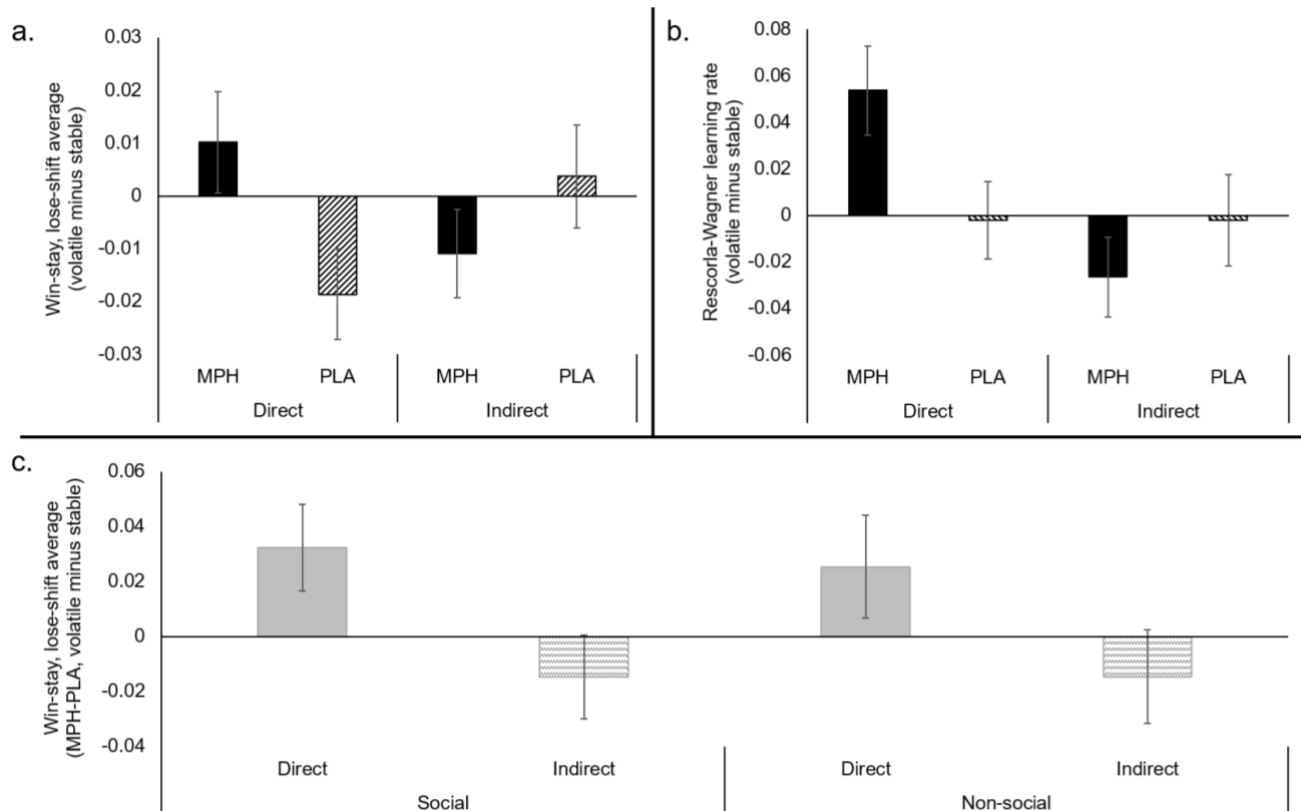 a.
Win-stay, lose-shift average
(volatile minus stable)
0.03
0.02
0.01
0
-0.01
-0.02
-0.03
MPH PLA MPH PLA
Direct Indirect
b.
Rescorla-Wagner learning rate
(volatile minus stable)
0.08
0.06
0.04
0.02
0
-0.02
-0.04
-0.06
MPH PLA MPH PLA
Direct Indirect
c.
Win-stay, lose-shift average
(MPH-PLA, volatile minus stable)
0.06
0.04
0.02
0
-0.02
-0.04
Direct Indirect Direct Indirect
Social Non-social